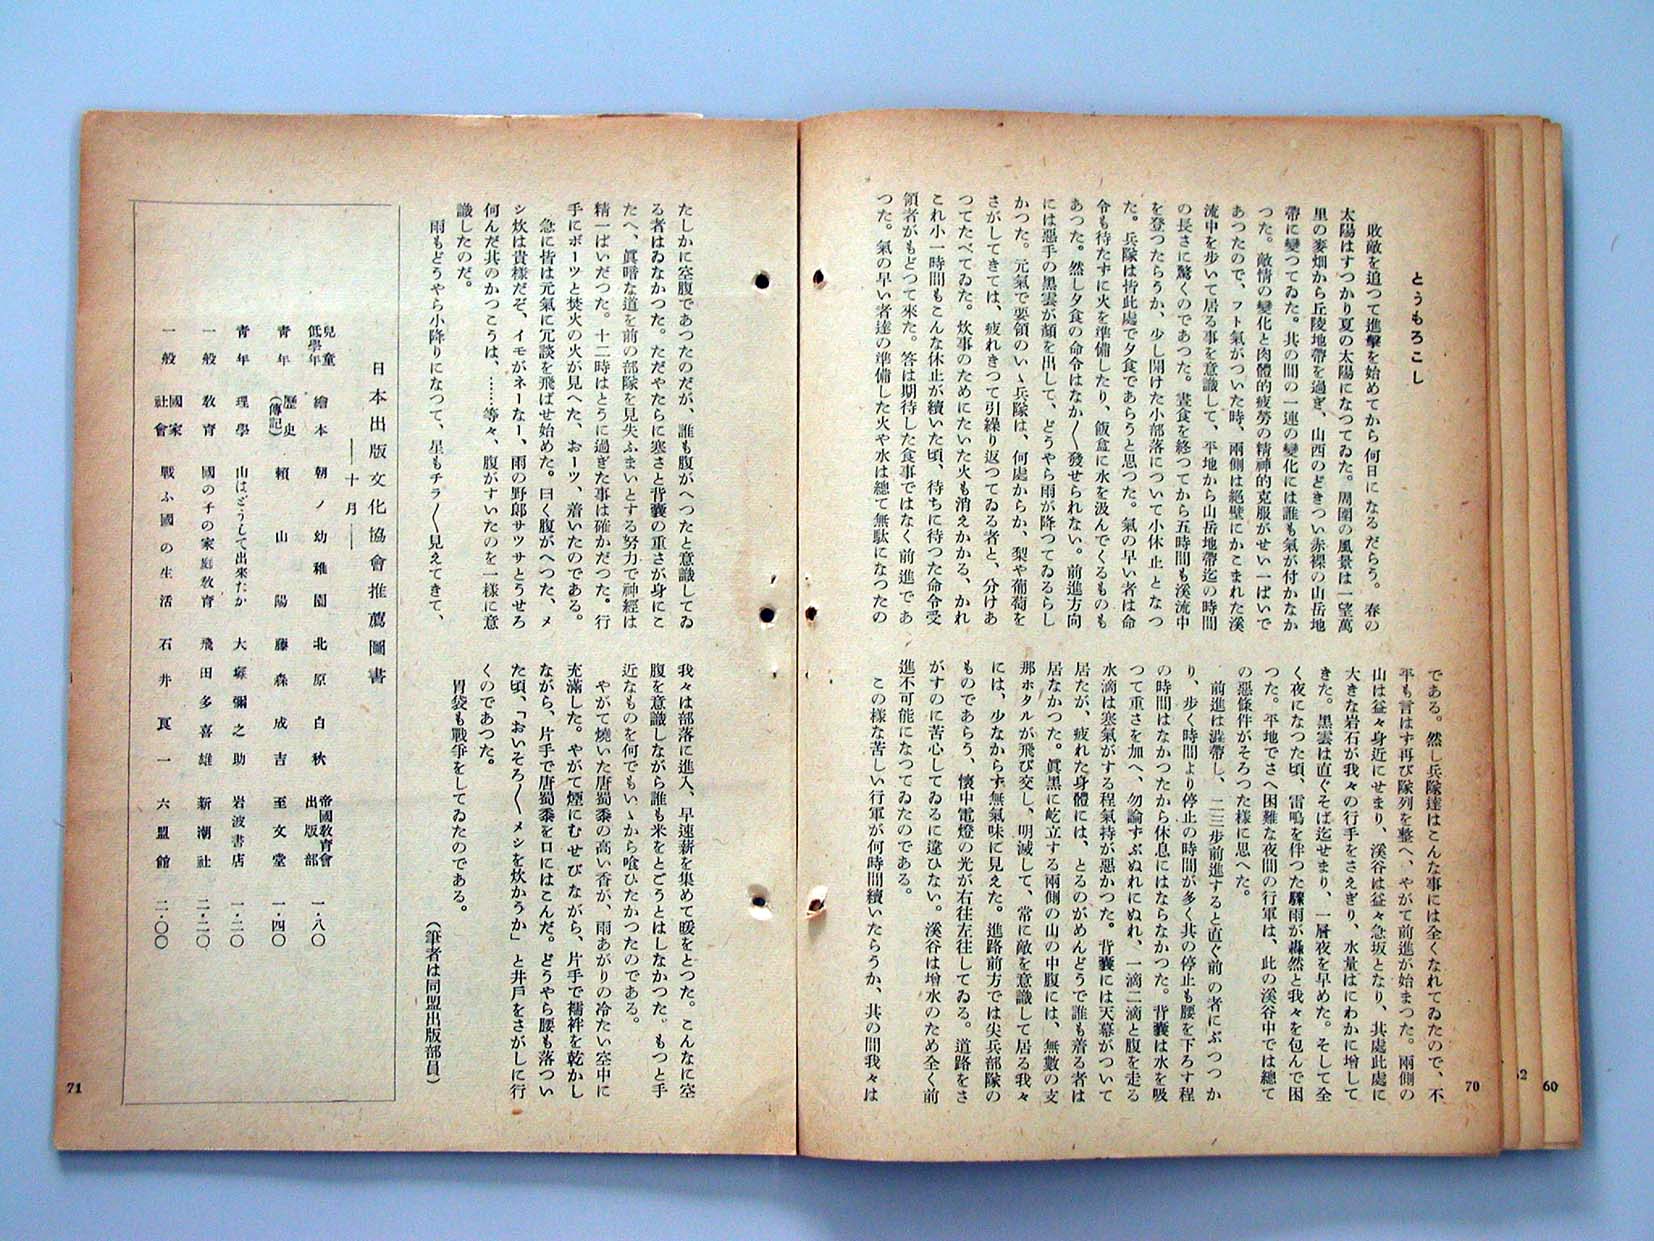 とうもろこし
敗敵を追つて進擊を始めてから何日になるだらう。春の
太陽はすつかり夏の太陽になつてゐた。周圍の風景は一望萬
里の麥畑から丘陵地帶を過ぎ、山西のどきつい赤裸の山岳地
帶に變つてゐた。共の間の一連の變化には誰も氣が付かなか
つた。敵情の變化と肉體的疲勞の精神的克服がせい一ぱいで
あつたので、フト氣がついた時、兩側は絕壁にかこまれた溪
流中を步いて居る事を意識して、平地から山岳地帶迄の時間
の長さに驚くのであつた。晝食を終つてから五時間も溪流中
を登つたらうか、少し開けた小部落について小休止となつ
た。兵隊は皆此處で夕食であらうと思つた。氣の早い者は命
令も待たずに火を準備したり、飯盒に水を汲んでくるものも
あつた。然し夕食の命令はなか〳〵發せられない。前進方向
には惡手の黑雲が顏を出して、どうやら雨が降つてゐるらし
かつた。元氣で要領のいゝ兵隊は、何處からか、梨や葡萄を
さがしてきては、疲れきつて引繰り返つてゐる者と、分けあ
つてたべてゐた。炊事のためにたいた火も消えかかる、かれ
これ小一時間もこんな休止が續いた頃、待ちに待つた命令受
領者がもどつて來た。答は期待した食事ではなく前進であ
つた。氣の早い者達の準備した火や水は總て無駄になつたの
である。然し兵隊達はこんな事には全くなれてゐたので、不
平も言はず再び隊列を整へ、やがて前進が始まつた。兩側の
山は益々身近にせまり、溪谷は益々急坂となり、共處此處に
大きな岩石が我々の行手をさえぎり、水量はにわかに增して
きた。黑雲は直ぐそば迄せまり、一層夜を早めた。そして全
く夜になつた頃、雷鳴を伴つた驟雨が轟然と我々を包んで困
つた。平地でさへ困難な夜間の行軍は、此の溪谷中では總て
の惡條件がそろつた樣に思へた。
前進は澁帶し、二三步前進すると直ぐ前の者にぶつつか
り、步く時間より停止の時間が多く共の停止も腰を下ろす程
の時間はなかつたから休息にはならなかつた。背囊は水を吸
つて重さを加へ、勿論ずぶぬれにぬれ、一滴二滴と腹を走る
水滴は寒氣がする程氣持が惡かつた。背囊には天幕がついて
居たが、疲れた身體には、とるのがめんどうで誰も着る者は
居なかつた。眞黑に屹立する兩側の山の中腹には、無數の支
那ホタルが飛び交し、明滅して、常に敵を意識して居る我々
には、少なからず無氣味に見えた。進路前方では尖兵部隊の
ものであらう、懷中電燈の光が右往左往してゐる。道路をさ
がすのに苦心してゐるに違ひない。溪谷は增水のため全く前
進不可能になつてゐたのである。
この樣な苦しい行軍が何時間續いたらうか、共の間我々は
70
60
たしかに空腹であつたのだが、誰も腹がへつたと意識してゐ
る者はゐなかつた。ただやたらに寒さと背囊の重さが身にこ
たへ、眞暗な道を前の部隊を見失ふまいとする努力で神經は
精一ぱいだつた。十二時はとうに過ぎた事は確かだつた。行
手にボーツと焚火の火が見へた、おーツ、着いたのである。
急に皆は元氣に冗談を飛ばせ始めた。曰く腹がへつた、メ
シ炊は貴樣だぞ、イモがネーなー、雨の野郎サツサとうせろ
何んだ共のかつこうは、……等々、腹がすいたのを一樣に意
識したのだ。
雨もどうやら小降りになつて、星もチラ〳〵見えてきて、
我々は部落に進入、早速薪を集めて暖をとつた。こんなに空
腹を意識しながら誰も米をとごうとはしなかつた。もつと手
近なものを何でもいゝから喰ひたかつたのである。
やがて燒いた唐蜀黍の高い香が、雨あがりの冷たい空中に
充滿した。やがて煙にむせびながら、片手で襦袢を乾かし
ながら、片手で唐蜀黍を口にはこんだ。どうやら腰も落つい
た頃、「おいそろ〳〵メシを炊かうか」と井戶をさがしに行
くのであつた。
胃袋も戰爭をしてゐたのである。
(筆者は同盟出版部員)
日本出版文化協會推薦圖書
――十月――
兒童低學年 繪本 朝ノ幼稚園 北原白秋 帝國敎育會出版部 一・八〇
靑年 歷史(傳記) 賴山陽 藤森成吉 至文堂 一・四〇
靑年 理學 山はどうして出來たか 大塚彌之助 岩波書店 一・二〇
一般 敎育 國の子の家庭敎育 飛田多喜雄 新潮社 二・二〇
一般 國家社會 戰ふ國の生活 石井良一 六盟館 二・〇〇
71